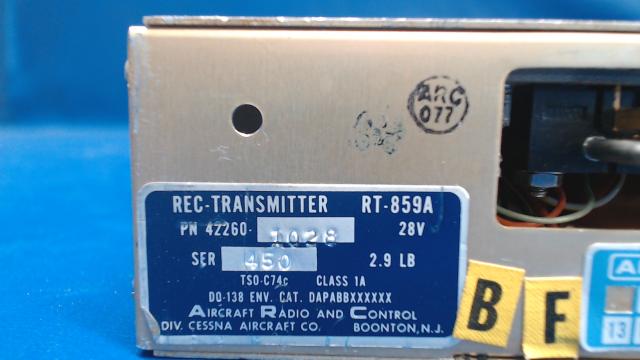 ARC
077
REC-TRANSMITTER RT-859A
PN 42260-1028 28V
SER 450 2.9 LB
TSO-C74c CLASS 1A
DO-138 ENV. CAT. DAPABBXXXXXX
AIRCRAFT RADIO AND CONTROL
DIV. CESSNA AIRCRAFT CO. BOONTON, N.J.
B F
13